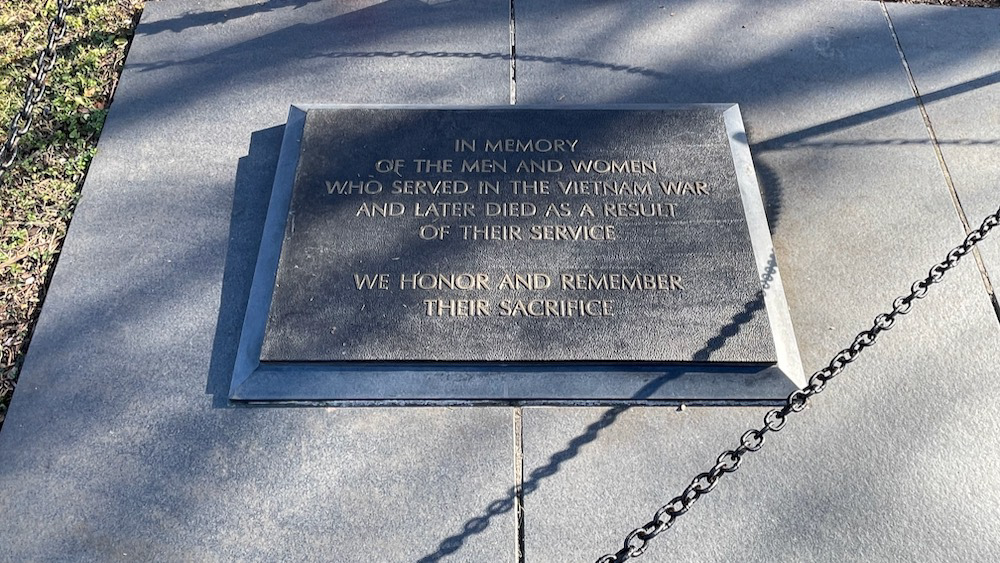 IN MEMORY
OF THE MEN AND WOMEN
WHO SERVED IN THE VIETNAM WAR
AND LATER DIED AS A RESULT
OF THEIR SERVICE
WE HONOR AND REMEMBER
THEIR SACRIFICE